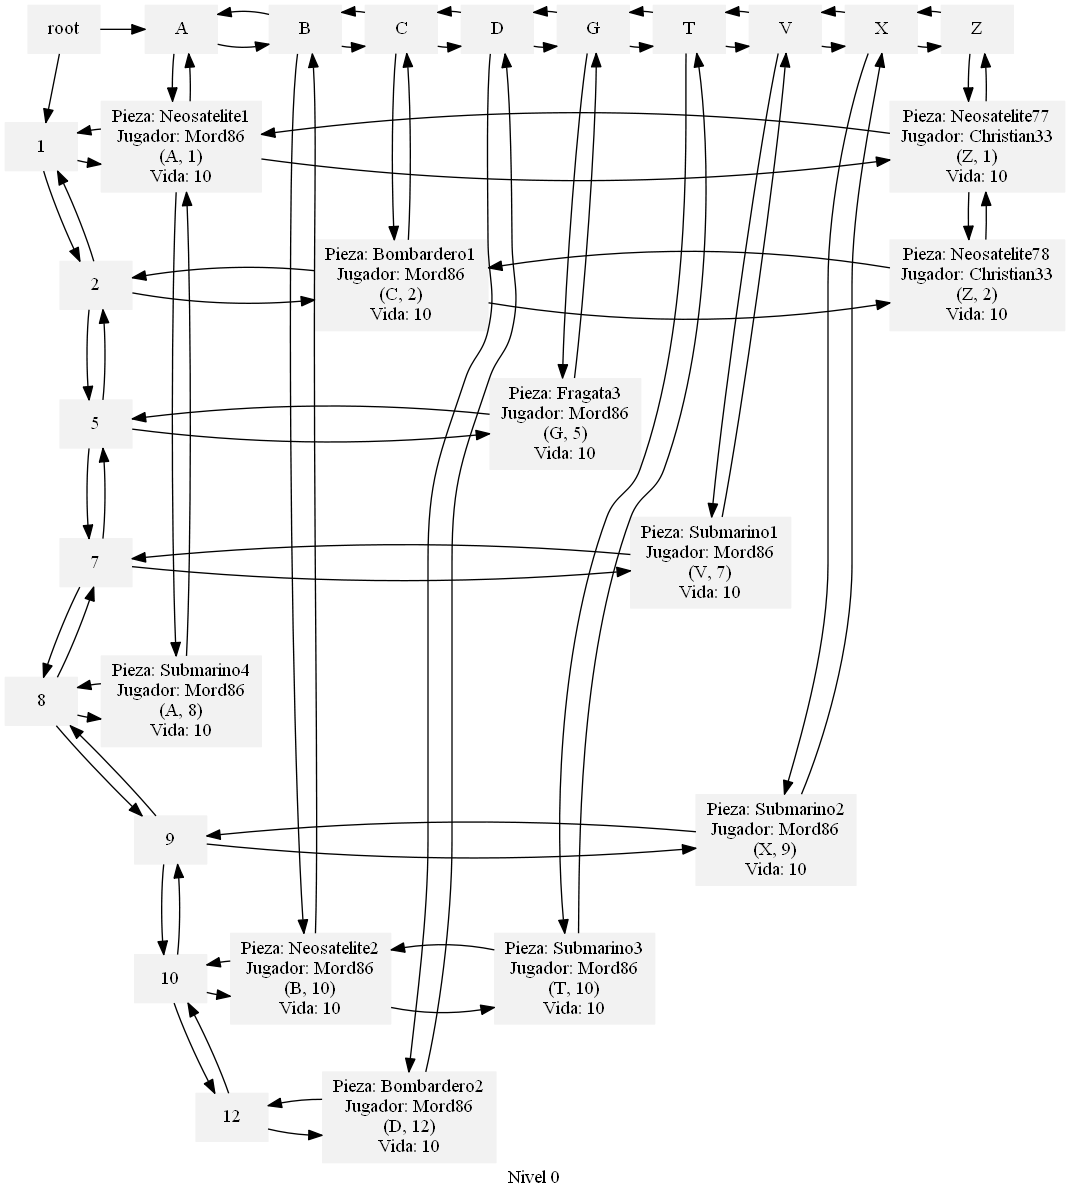 root
A
B
C
D
G
T
V
X
Z
1
Pieza: Neosatelite1
Jugador: Mord86
(A, 1)
Vida: 10
Pieza: Neosatelite77
Jugador: Christian33
(Z, 1)
Vida: 10
2
Pieza: Bombardero1
Jugador: Mord86
(C, 2)
Vida: 10
Pieza: Neosatelite78
Jugador: Christian33
(Z, 2)
Vida: 10
5
Pieza: Fragata3
Jugador: Mord86
(G, 5)
Vida: 10
7
Pieza: Submarino1
Jugador: Mord86
(V, 7)
Vida: 10
8
Pieza: Submarino4
Jugador: Mord86
(A, 8)
Vida: 10
9
Pieza: Submarino2
Jugador: Mord86
(X, 9)
Vida: 10
10
Pieza: Neosatelite2
Jugador: Mord86
(B, 10)
Vida: 10
Pieza: Submarino3
Jugador: Mord86
(T, 10)
Vida: 10
12
Pieza: Bombardero2
Jugador: Mord86
(D, 12)
Vida: 10
Nivel 0